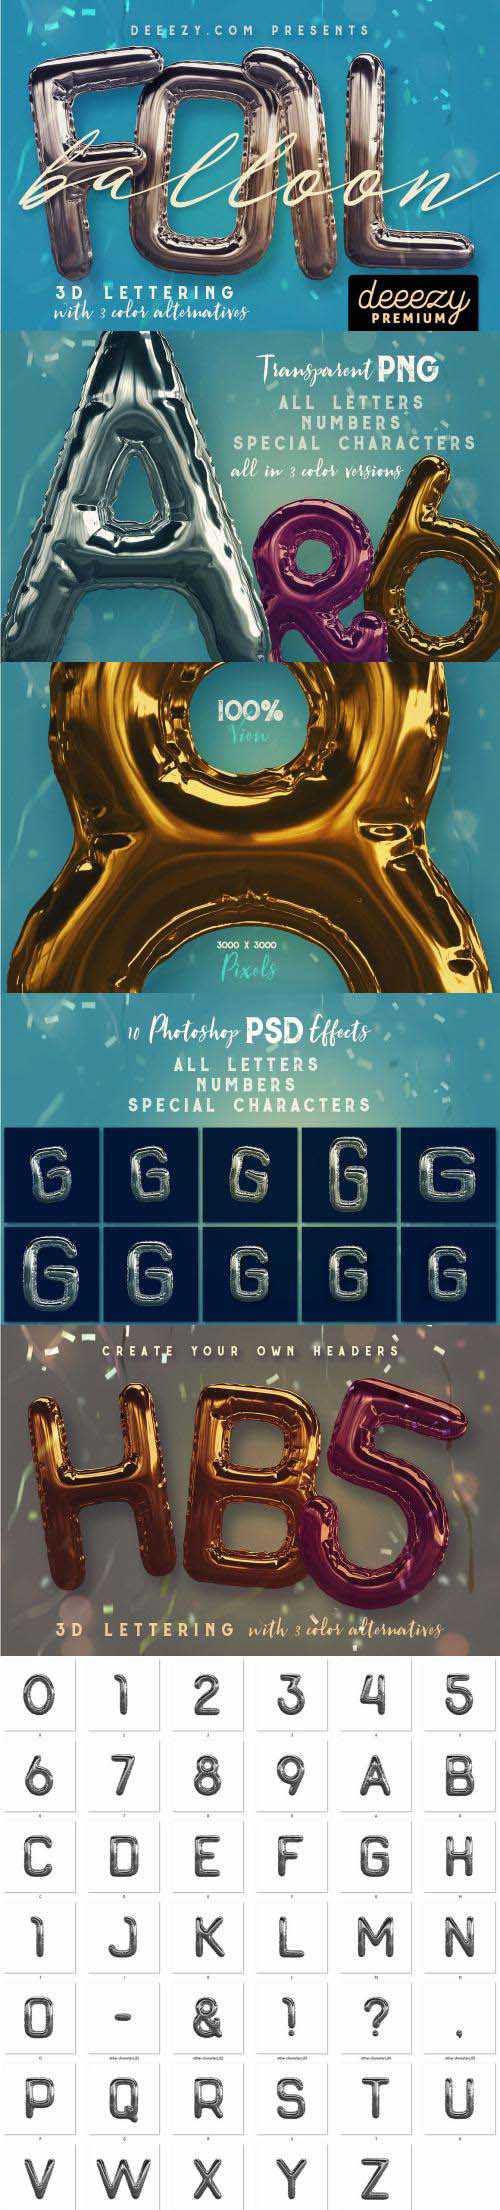 DEEEZY.COM PRESENTS
FOIL
balloon
3D LETTERING
with 3 color alternatives
deeezy
PREMIUM
Transparent PNG
ALL LETTERS
NUMBERS
SPECIAL CHARACTERS
all in 3 color versions
A & 6
8
100%
View
3000 X 3000
Pixels
10 Photoshop PSD Effects
ALL LETTERS
NUMBERS
SPECIAL CHARACTERS
G G G G G
G G G G G
CREATE YOUR OWN HEADERS
HB5
3D LETTERING with 3 color alternatives
0 1 2 3 4 5
6 7 8 9 A B
C D E F G H
I J K L M N
O - & ! ? ,
P Q R S T U
V W X Y Z